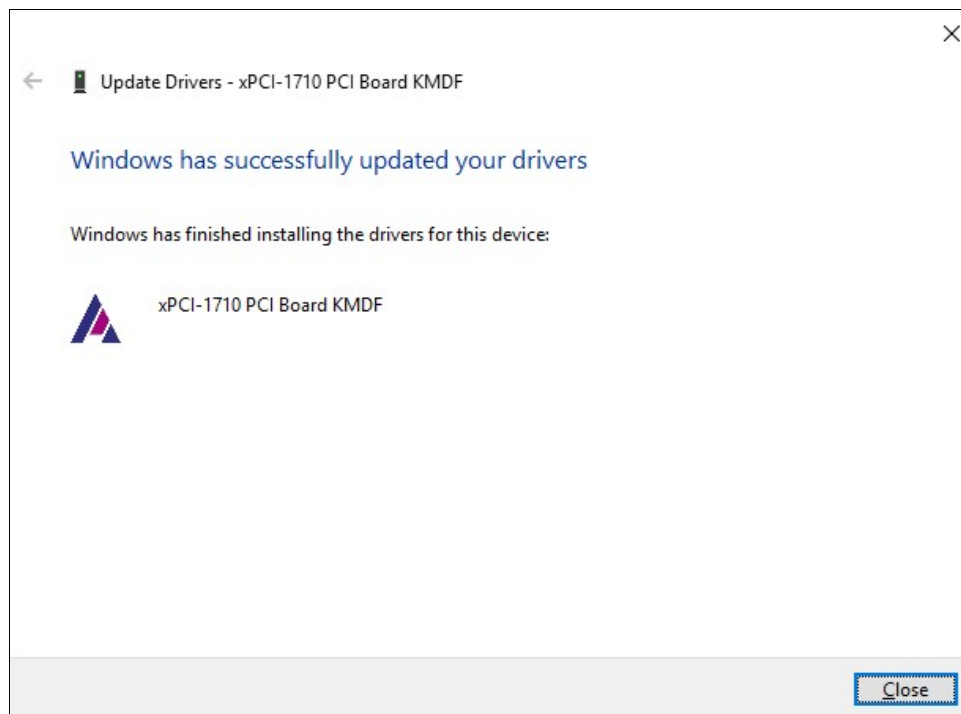 Update Drivers - xPCI-1710 PCI Board KMDF
Windows has successfully updated your drivers
Windows has finished installing the drivers for this device:
xPCI-1710 PCI Board KMDF
Close